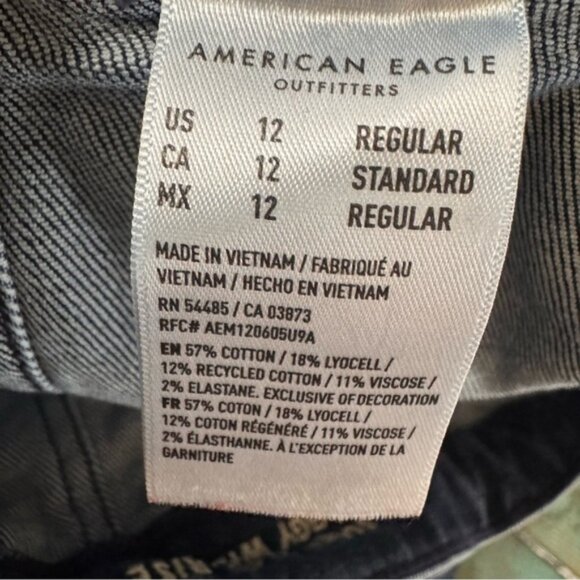 AMERICAN EAGLE
OUTFITTERS
US 12 REGULAR
CA 12 STANDARD
MX 12 REGULAR
MADE IN VIETNAM / FABRIQUÉ AU
VIETNAM / HECHO EN VIETNAM
RN 54485 / CA 03873
RFC# AEM120605U9A
EN 57% COTTON / 18% LYOCELL /
12% RECYCLED COTTON / 11% VISCOSE /
2% ELASTANE. EXCLUSIVE OF DECORATION
FR 57% COTON / 18% LYOCELL /
12% COTON RÉGÉNÉRÉ / 11% VISCOSE /
2% ÉLASTHANNE. À L'EXCEPTION DE LA
GARNITURE